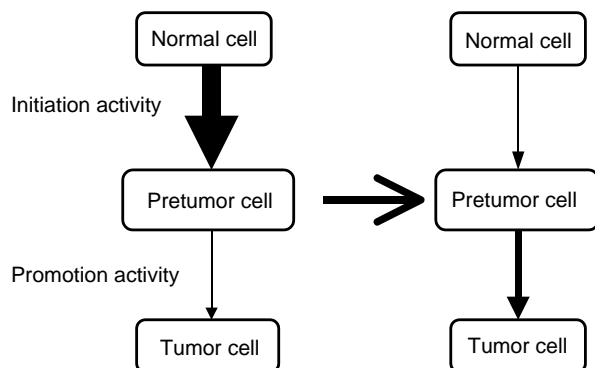 Normal cell
Initiation activity
Pretumor cell
Promotion activity
Tumor cell
Normal cell
Pretumor cell
Tumor cell